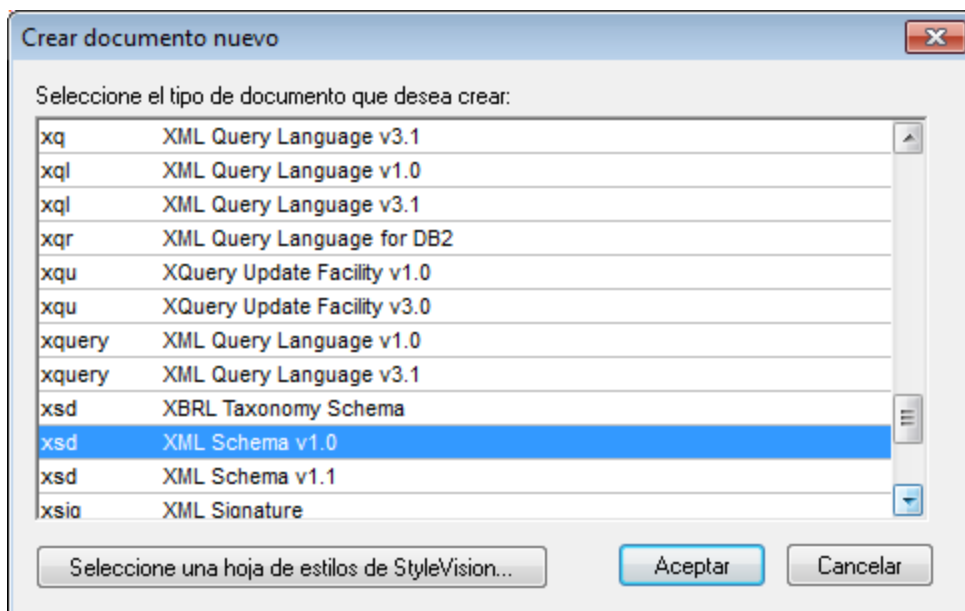 Crear documento nuevo
Seleccione el tipo de documento que desea crear:
xq XML Query Language v3.1
xql XML Query Language v1.0
xql XML Query Language v3.1
xqr XML Query Language for DB2
xqu XQuery Update Facility v1.0
xqu XQuery Update Facility v3.0
xquery XML Query Language v1.0
xquery XML Query Language v3.1
xsd XBRL Taxonomy Schema
xsd XML Schema v1.0
xsd XML Schema v1.1
xsig XML Signature
Seleccione una hoja de estilos de StyleVision... Aceptar Cancelar